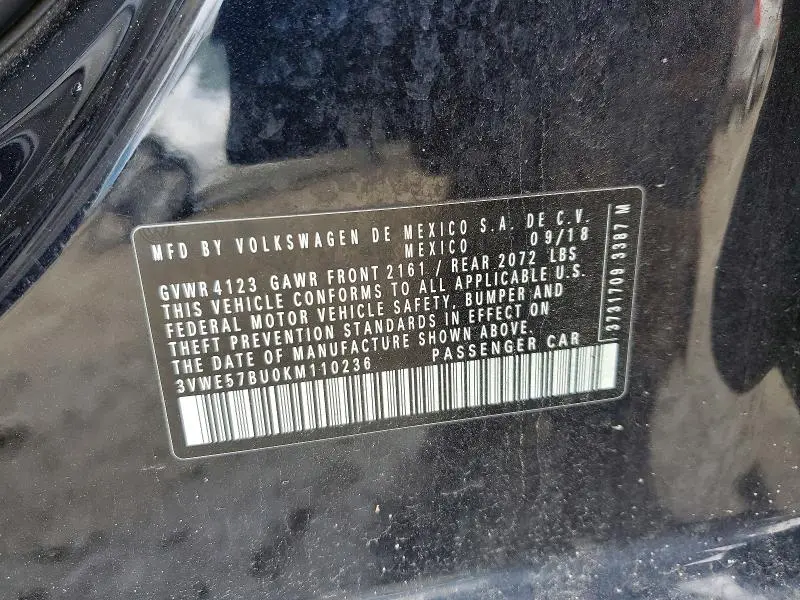 MFD BY VOLKSWAGEN DE MEXICO S.A. DE C.V.
MEXICO 09/18
GVWR 4123 GAWR FRONT 2161 / REAR 2072 LBS
THIS VEHICLE CONFORMS TO ALL APPLICABLE U.S.
FEDERAL MOTOR VEHICLE SAFETY, BUMPER AND
THEFT PREVENTION STANDARDS IN EFFECT ON
THE DATE OF MANUFACTURE SHOWN ABOVE.
3VWE57BU0KM110236 PASSENGER CAR
3731709 3387 M